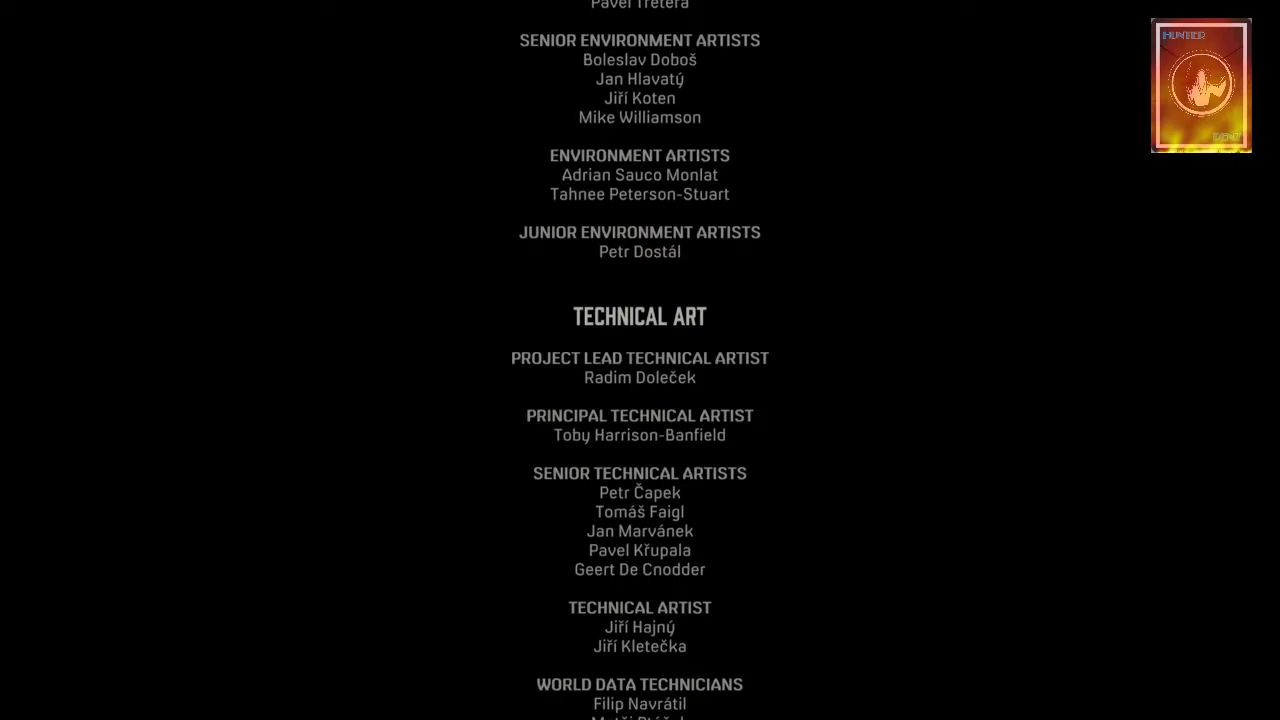 Pavel Tretera
SENIOR ENVIRONMENT ARTISTS
Boleslav Doboš
Jan Hlavatý
Jiří Koten
Mike Williamson
ENVIRONMENT ARTISTS
Adrian Sauco Monlat
Tahnee Peterson-Stuart
JUNIOR ENVIRONMENT ARTISTS
Petr Dostál
TECHNICAL ART
PROJECT LEAD TECHNICAL ARTIST
Radim Doleček
PRINCIPAL TECHNICAL ARTIST
Toby Harrison-Banfield
SENIOR TECHNICAL ARTISTS
Petr Čapek
Tomáš Faigl
Jan Marvánek
Pavel Křupala
Geert De Cnodder
TECHNICAL ARTIST
Jiří Hajný
Jiří Kletečka
WORLD DATA TECHNICIANS
Filip Navrátil
HUNTER